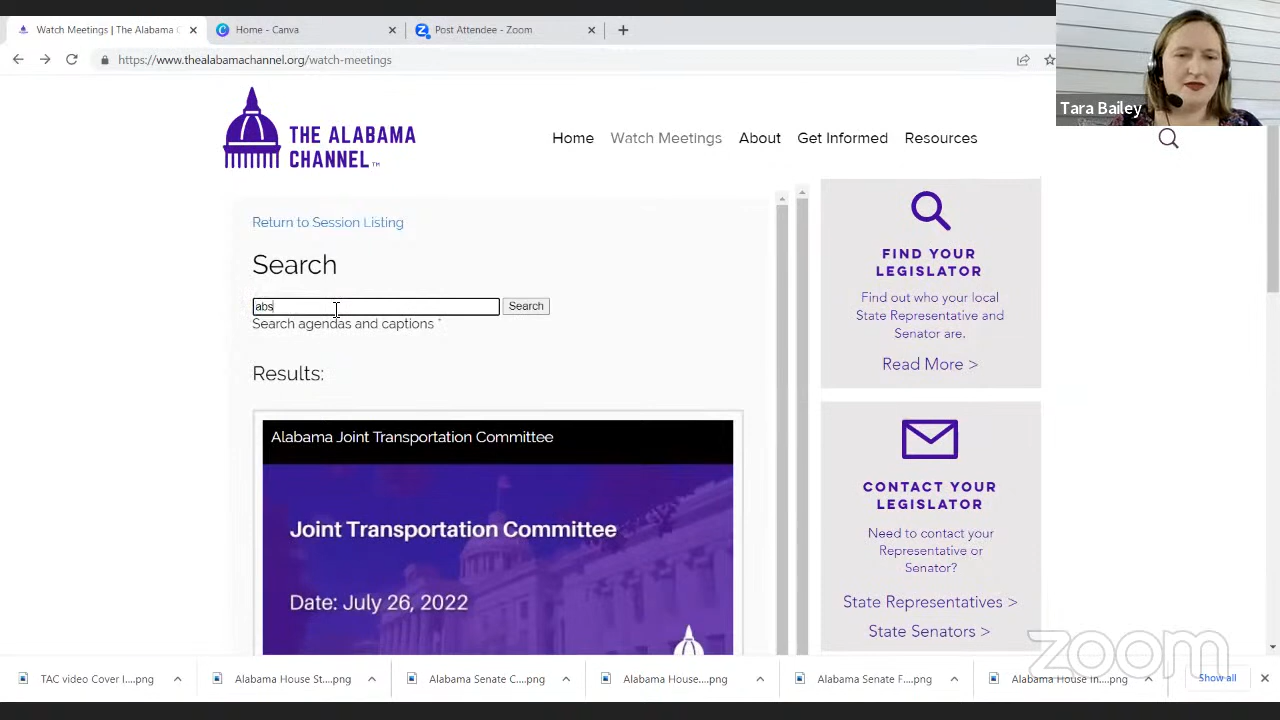 Watch Meetings | The Alabama C
Home - Canva
Post Attendee - Zoom
https://www.thealabamachannel.org/watch-meetings
Tara Bailey
THE ALABAMA
CHANNEL™
Home
Watch Meetings
About
Get Informed
Resources
Return to Session Listing
Search
abs
Search
Search agendas and captions *
Results:
Alabama Joint Transportation Committee
Joint Transportation Committee
Date: July 26, 2022
FIND YOUR
LEGISLATOR
Find out who your local
State Representative and
Senator are.
Read More >
CONTACT YOUR
LEGISLATOR
Need to contact your
Representative or
Senator?
State Representatives >
State Senators >
zoom
TAC video Cover I....png
Alabama House St....png
Alabama Senate C....png
Alabama House....png
Alabama Senate F....png
Alabama House In....png
Show all